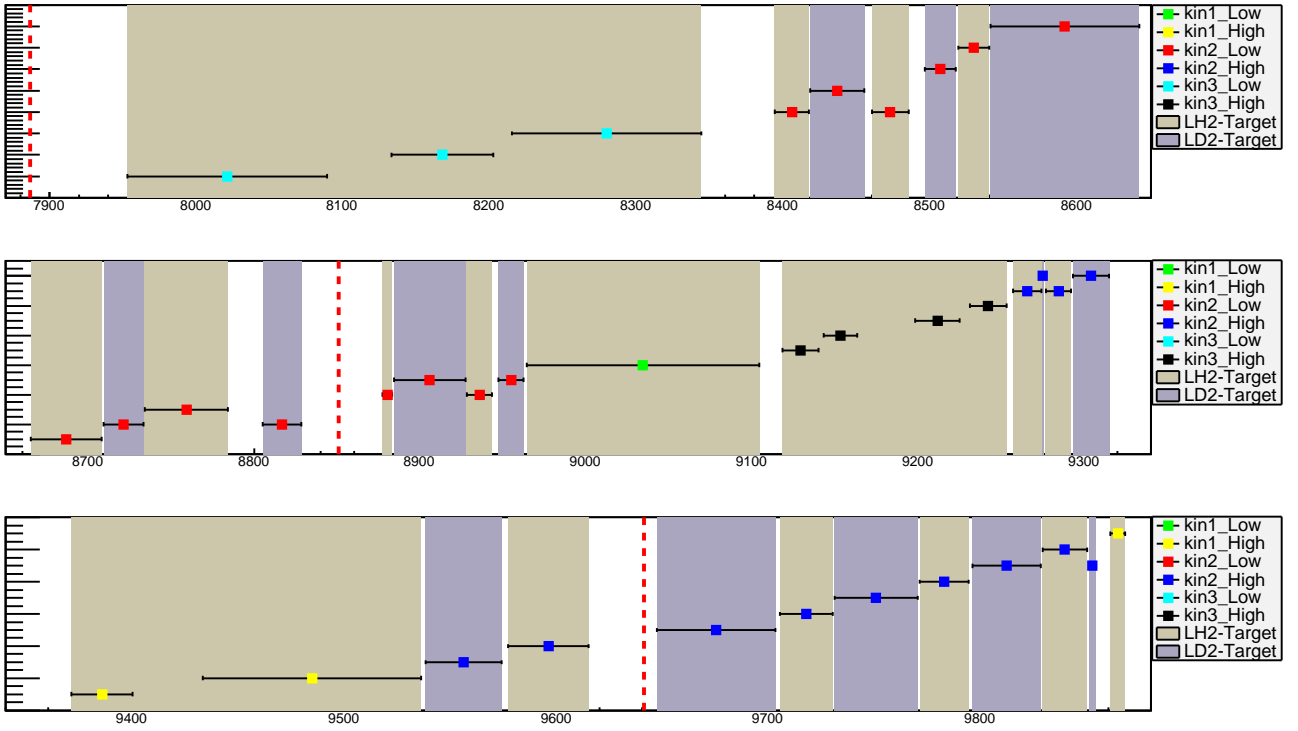 kin1_Low
kin1_High
kin2_Low
kin2_High
kin3_Low
kin3_High
LH2-Target
LD2-Target
7900 8000 8100 8200 8300 8400 8500 8600
kin1_Low
kin1_High
kin2_Low
kin2_High
kin3_Low
kin3_High
LH2-Target
LD2-Target
8700 8800 8900 9000 9100 9200 9300
kin1_Low
kin1_High
kin2_Low
kin2_High
kin3_Low
kin3_High
LH2-Target
LD2-Target
9400 9500 9600 9700 9800